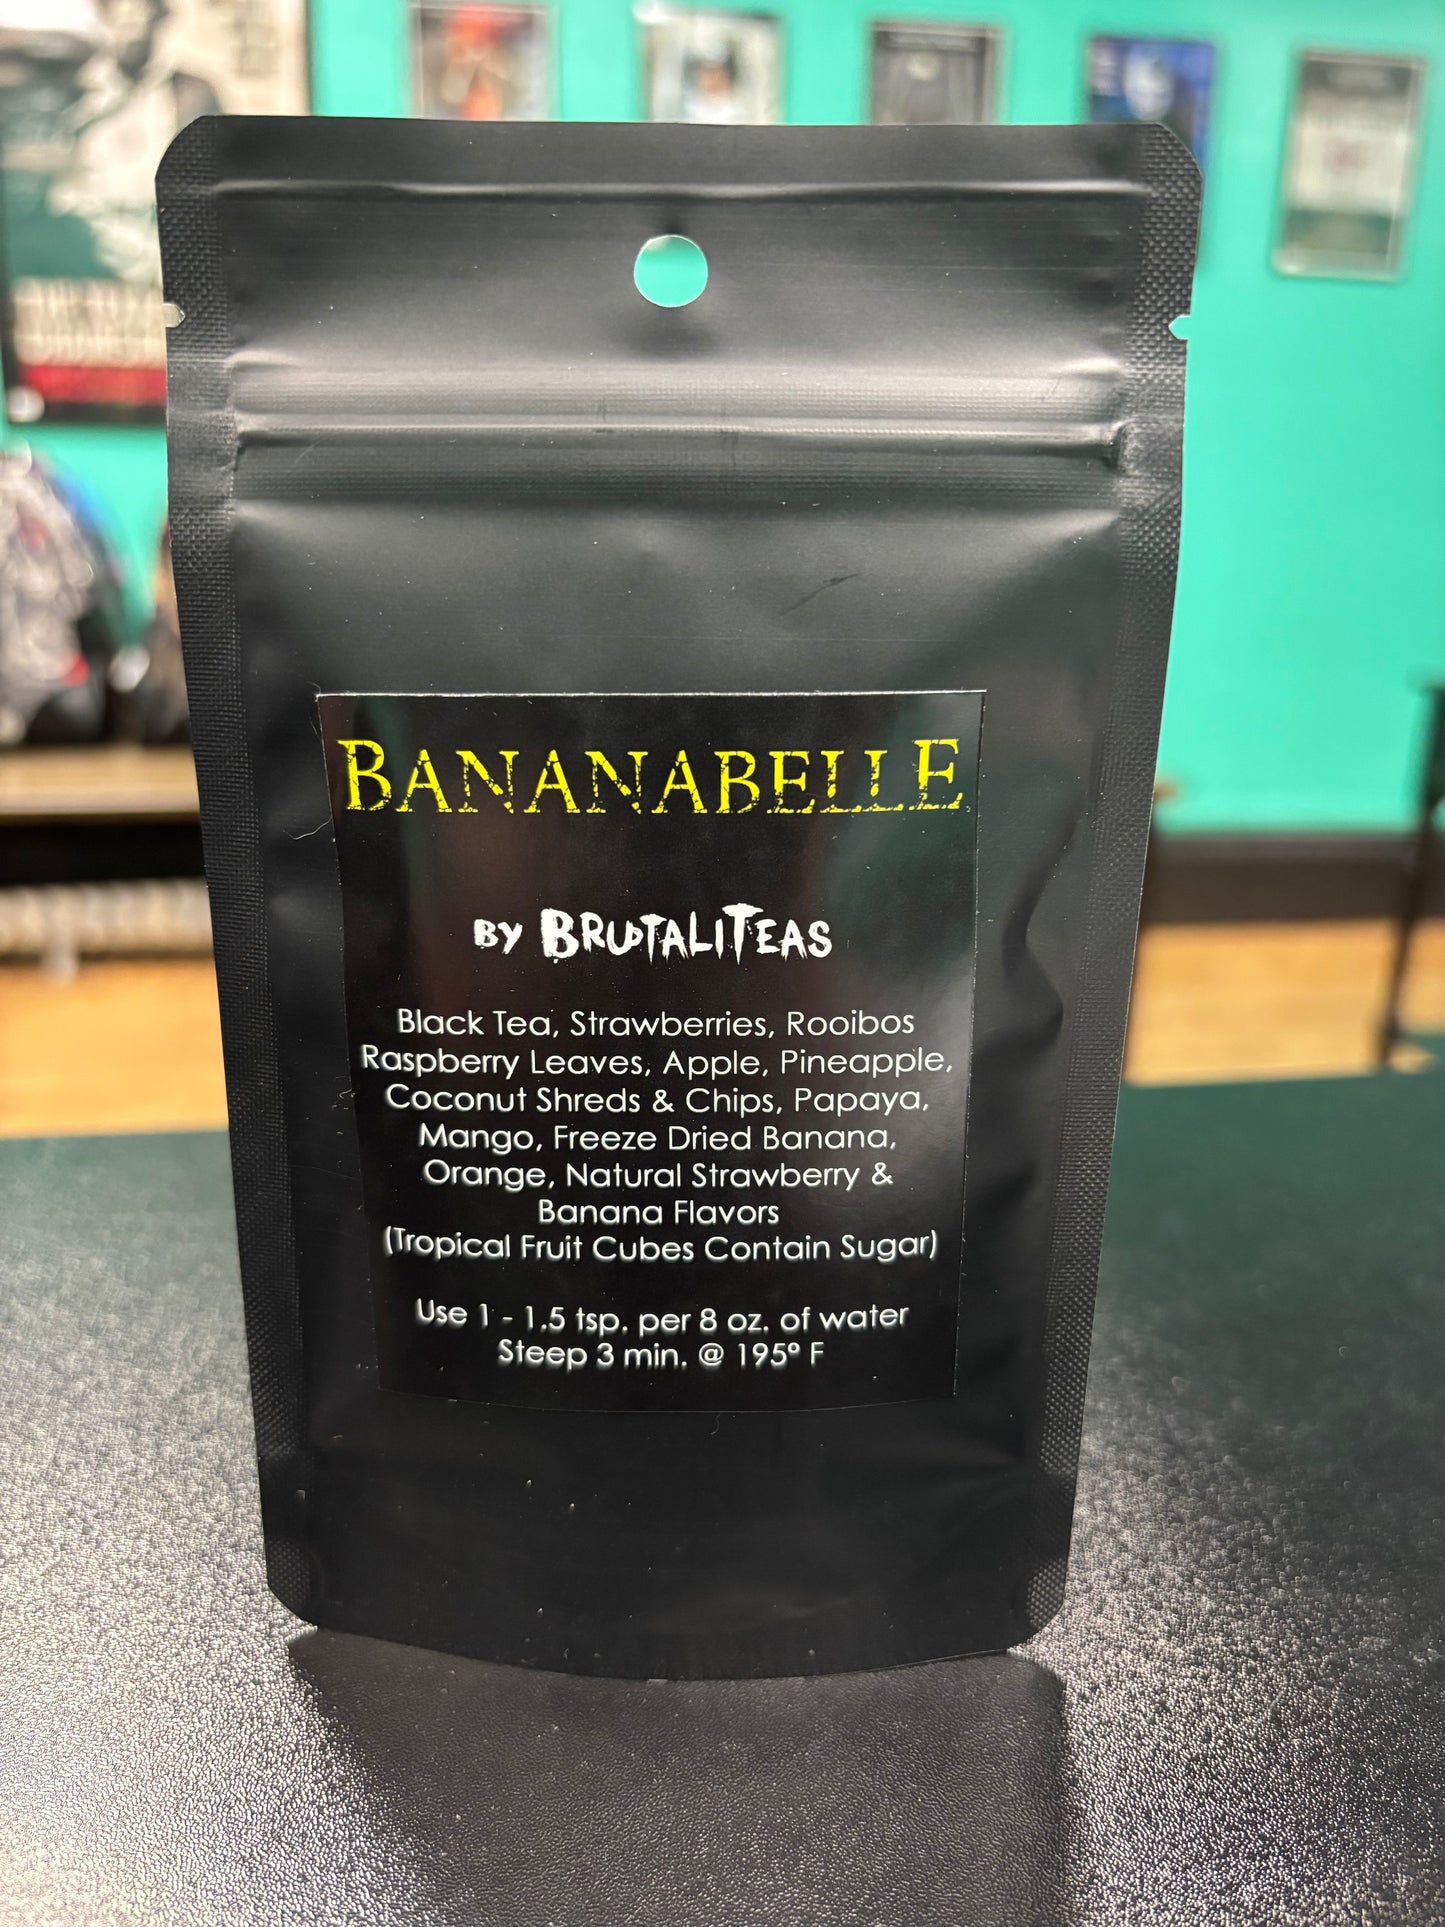 BANANABELLE
BY BRUTALITEAS
Black Tea, Strawberries, Rooibos
Raspberry Leaves, Apple, Pineapple,
Coconut Shreds & Chips, Papaya,
Mango, Freeze Dried Banana,
Orange, Natural Strawberry &
Banana Flavors
(Tropical Fruit Cubes Contain Sugar)
Use 1 - 1.5 tsp. per 8 oz. of water
Steep 3 min. @ 195º F